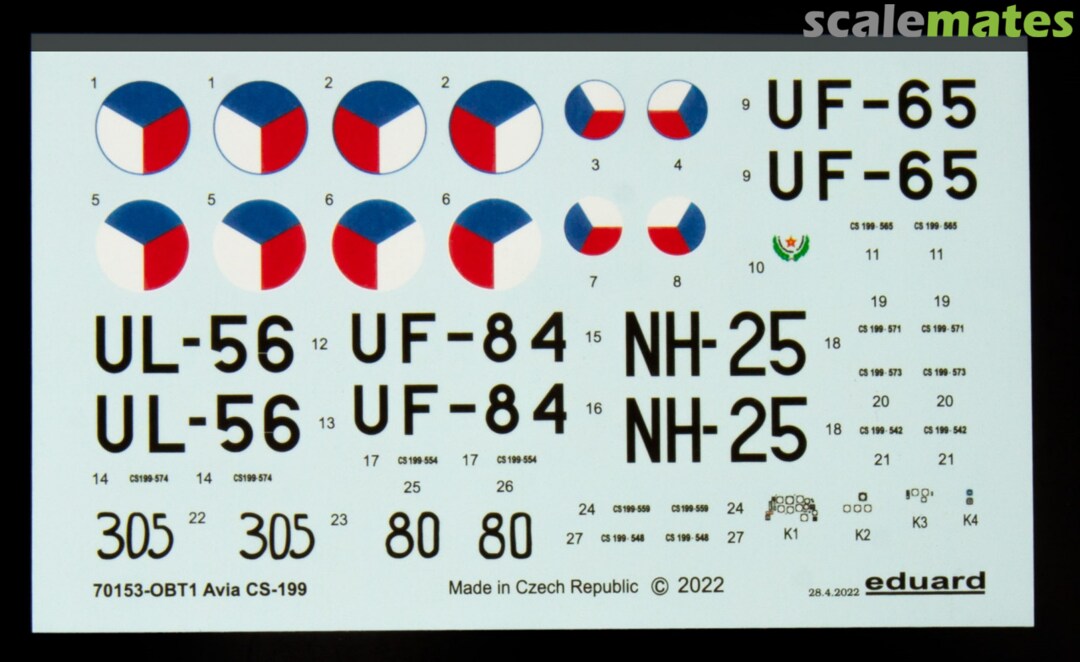 scalemates
1 1 2 2
3 4
9 UF-65
9 UF-65
5 5 6 6
7 8
10
CS 199-565 CS 199-565
11 11
19 19
CS 199-571 CS 199-571
18
CS 199-573 CS 199-573
20 20
18
CS 199-542 CS 199-542
21 21
UL-56 12 UF-84 15 NH-25
UL-56 13 UF-84 16 NH-25
14 CS199-574 14 CS199-574
17 CS199-554 17 CS199-554
25 26
305 22 305 23 80 80
24 CS199-559 CS199-559 24
27 CS 199-548 CS 199-548 27
K1 K2 K3 K4
70153-OBT1 Avia CS-199
Made in Czech Republic © 2022
28.4.2022 eduard